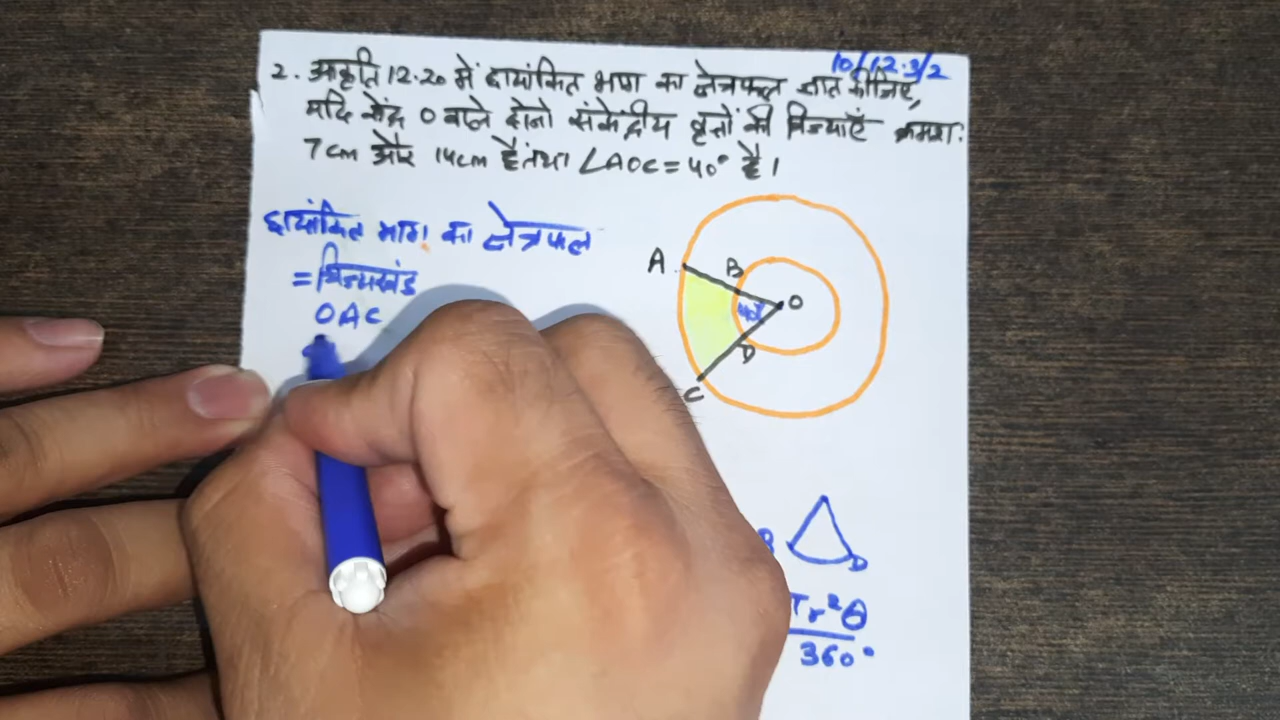 10/12.3/2
2. आकृति 12.20 में छायांकित भाग का क्षेत्रफल ज्ञात कीजिए,
यदि केंद्र O वाले दोनों संकेंद्रीय वृत्तों की त्रिज्याएँ क्रमश:
7cm और 14cm हैं तथा ∠AOC = 40° है।
छायांकित भाग का क्षेत्रफल
= त्रिज्यखंड
OAC
A
B
O
40°
D
C
B
D
πr²θ
360°